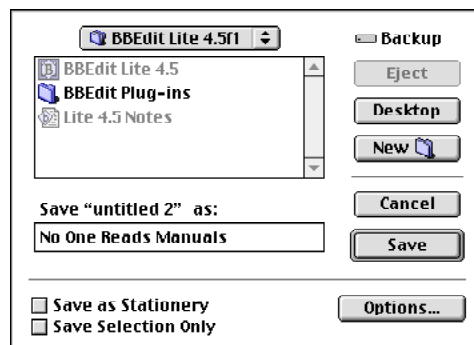 BBEdit Lite 4.5f1
Backup
BBEdit Lite 4.5
BBEdit Plug-ins
Lite 4.5 Notes
Eject
Desktop
New
Save “untitled 2” as:
No One Reads Manuals
Cancel
Save
Save as Stationery
Save Selection Only
Options...